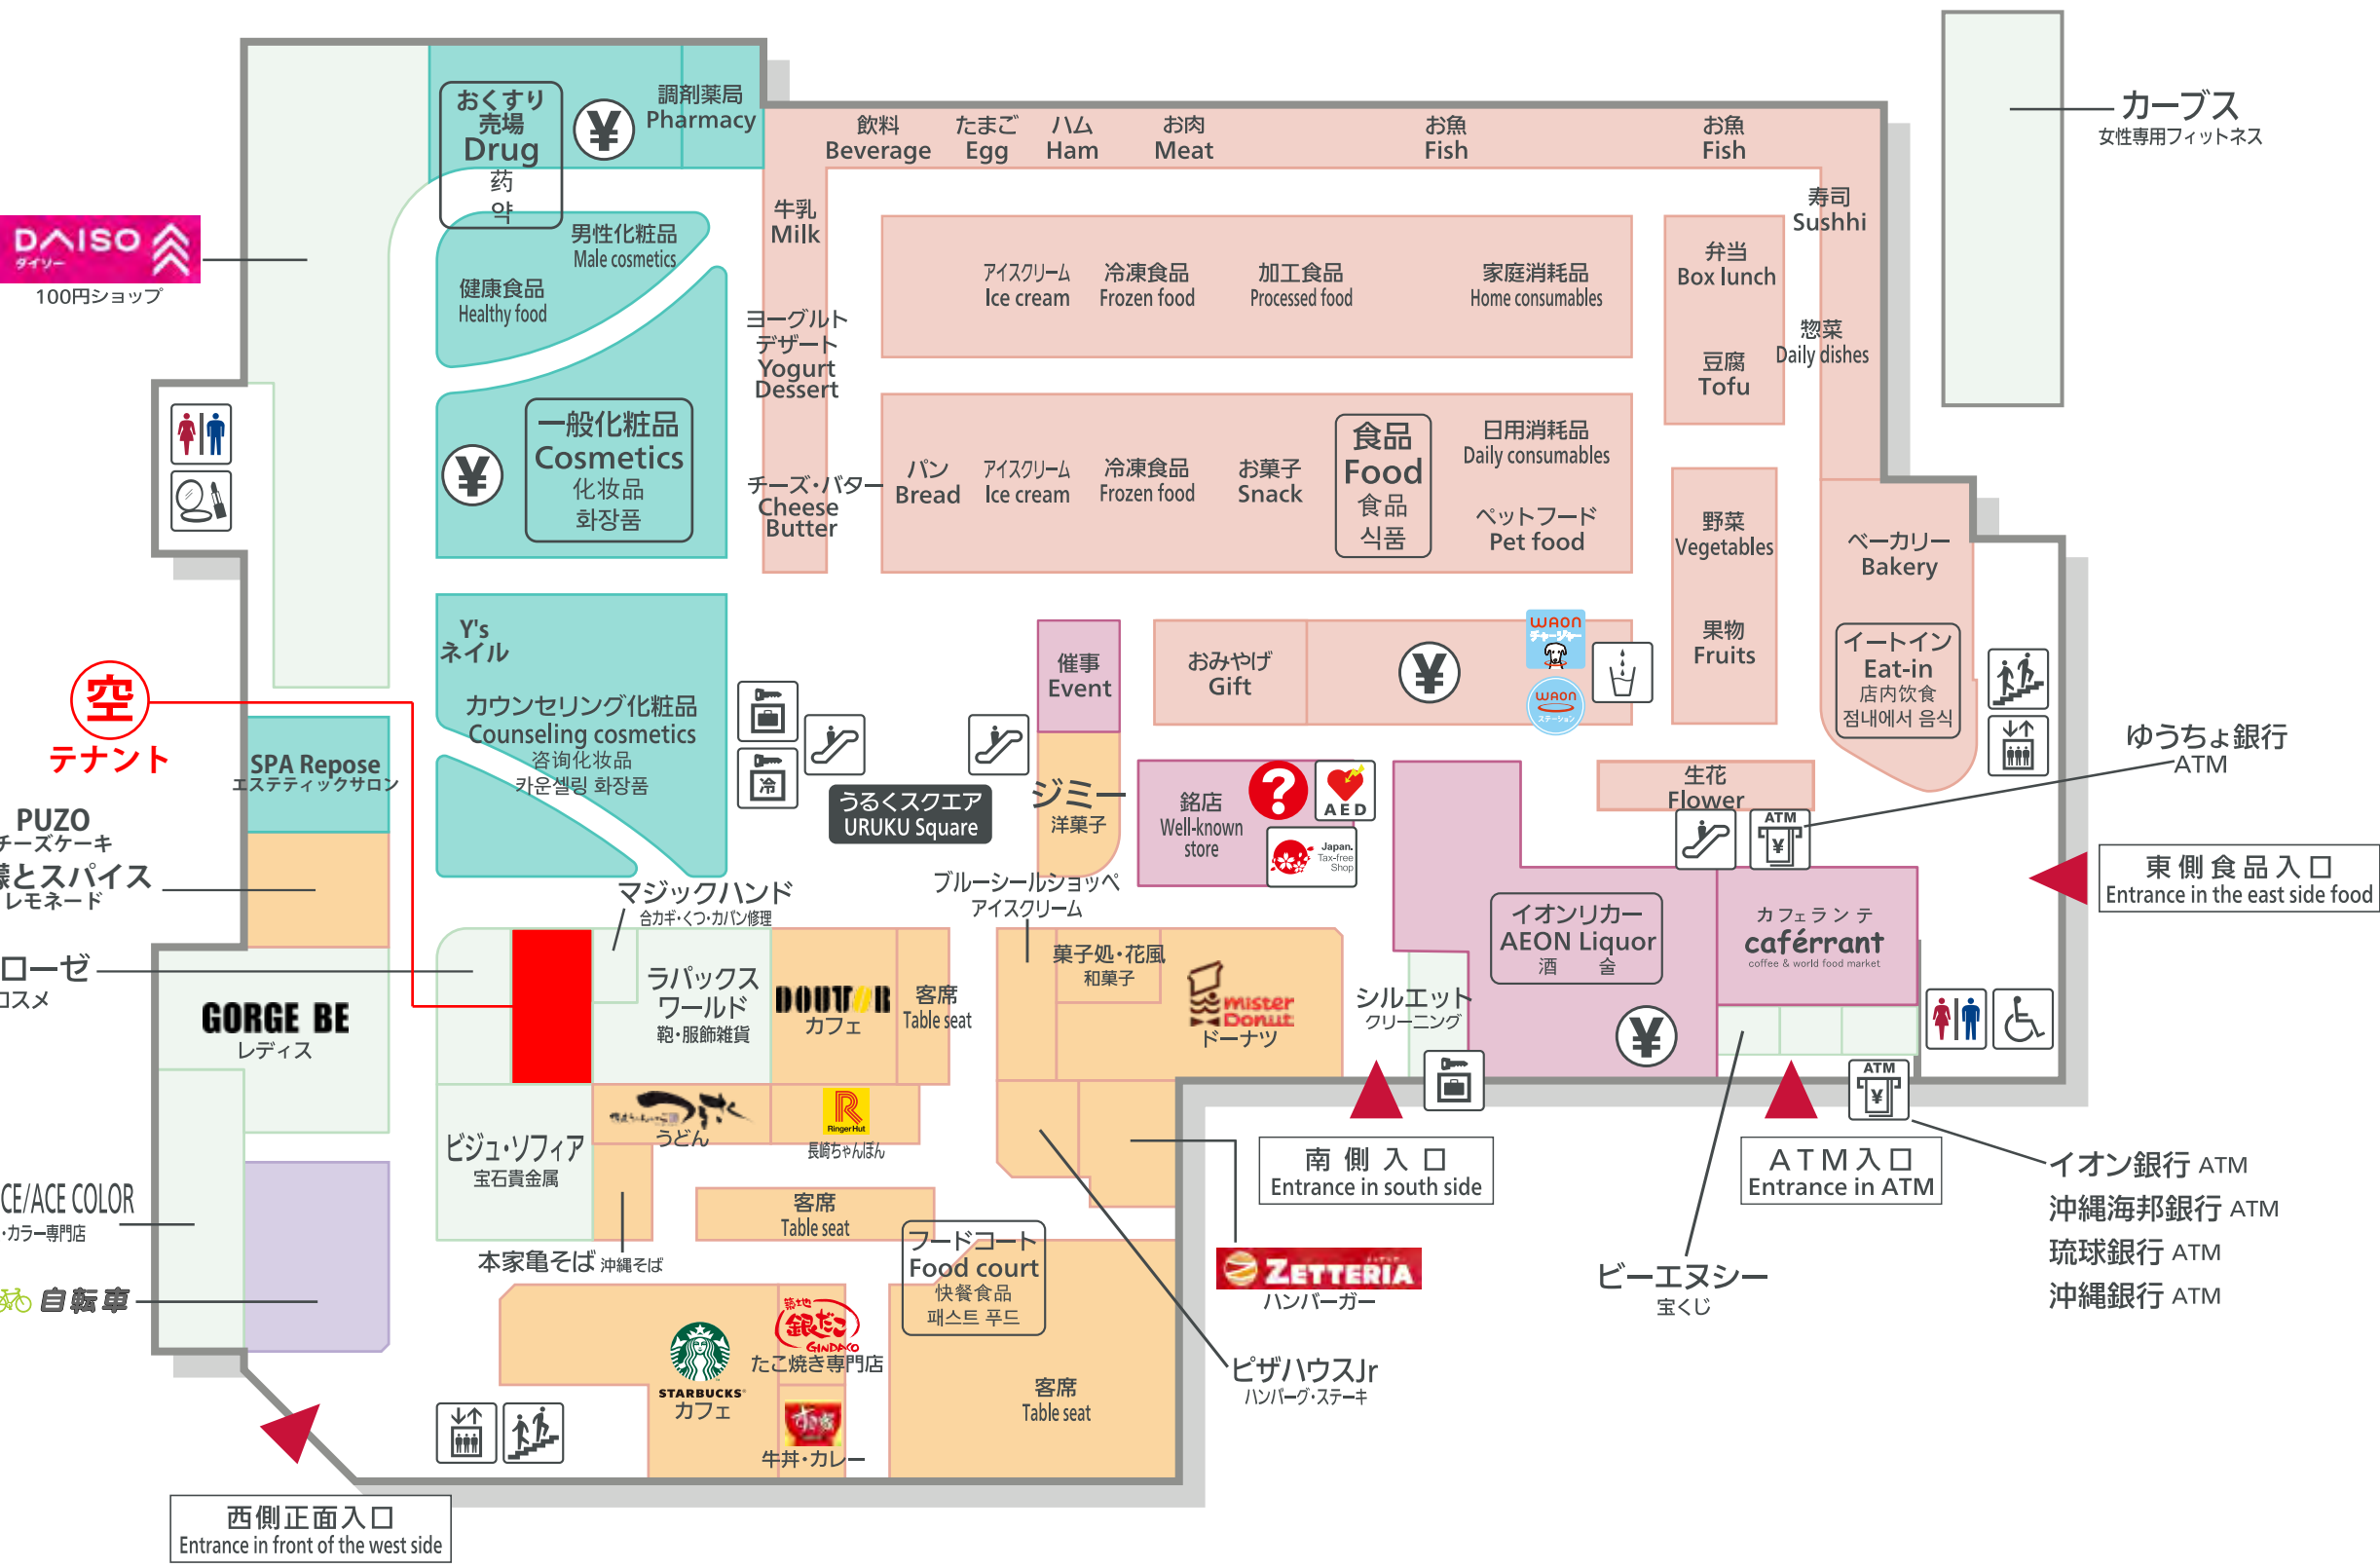 カーブス
女性専用フィットネス
おくすり
売場
Drug
药
약
¥
調剤薬局
Pharmacy
飲料
Beverage
たまご
Egg
ハム
Ham
お肉
Meat
お魚
Fish
お魚
Fish
DAISO
ダイソー
100円ショップ
男性化粧品
Male cosmetics
健康食品
Healthy food
牛乳
Milk
寿司
Sushhi
アイスクリーム
Ice cream
冷凍食品
Frozen food
加工食品
Processed food
家庭消耗品
Home consumables
弁当
Box lunch
豆腐
Tofu
惣菜
Daily dishes
ヨーグルト
デザート
Yogurt
Dessert
¥
一般化粧品
Cosmetics
化妆品
화장품
チーズ・バター
Cheese
Butter
パン
Bread
アイスクリーム
Ice cream
冷凍食品
Frozen food
お菓子
Snack
食品
Food
食品
식품
日用消耗品
Daily consumables
ペットフード
Pet food
野菜
Vegetables
果物
Fruits
ベーカリー
Bakery
イートイン
Eat-in
店内饮食
점내에서 음식
Y's
ネイル
カウンセリング化粧品
Counseling cosmetics
咨询化妆品
카운셀링 화장품
冷
うるくスクエア
URUKU Square
催事
Event
ジミー
洋菓子
おみやげ
Gift
¥
WAON
チャージャー
WAON
ステーション
銘店
Well-known
store
?
AED
Japan.
Tax-free
Shop
生花
Flower
ATM
¥
ゆうちょ銀行
ATM
東側食品入口
Entrance in the east side food
空
テナント
SPA Repose
エステティックサロン
PUZO
チーズケーキ
とスパイス
レモネード
ローゼ
コスメ
GORGE BE
レディス
マジックハンド
合カギ・くつ・カバン修理
ラパックス
ワールド
鞄・服飾雑貨
DOUTOR
カフェ
客席
Table seat
ブルーシールショッペ
アイスクリーム
菓子処・花風
和菓子
mister
Donut
ドーナツ
シルエット
クリーニング
イオンリカー
AEON Liquor
酒 舍
¥
カフェランテ
caférrant
coffee & world food market
ATM
¥
ビジュ・ソフィア
宝石貴金属
うどん
R
RingerHut
長崎ちゃんぽん
本家亀そば 沖縄そば
客席
Table seat
フードコート
Food court
快餐食品
패스트 푸드
南側入口
Entrance in south side
ATM入口
Entrance in ATM
イオン銀行 ATM
沖縄海邦銀行 ATM
琉球銀行 ATM
沖縄銀行 ATM
ビーエヌシー
宝くじ
ZETTERIA
ハンバーガー
ピザハウスJr
ハンバーグ・ステーキ
CE/ACE COLOR
・カラー専門店
自転車
STARBUCKS
カフェ
築地
銀だこ
GINDACO
たこ焼き専門店
すき家
牛丼・カレー
客席
Table seat
西側正面入口
Entrance in front of the west side